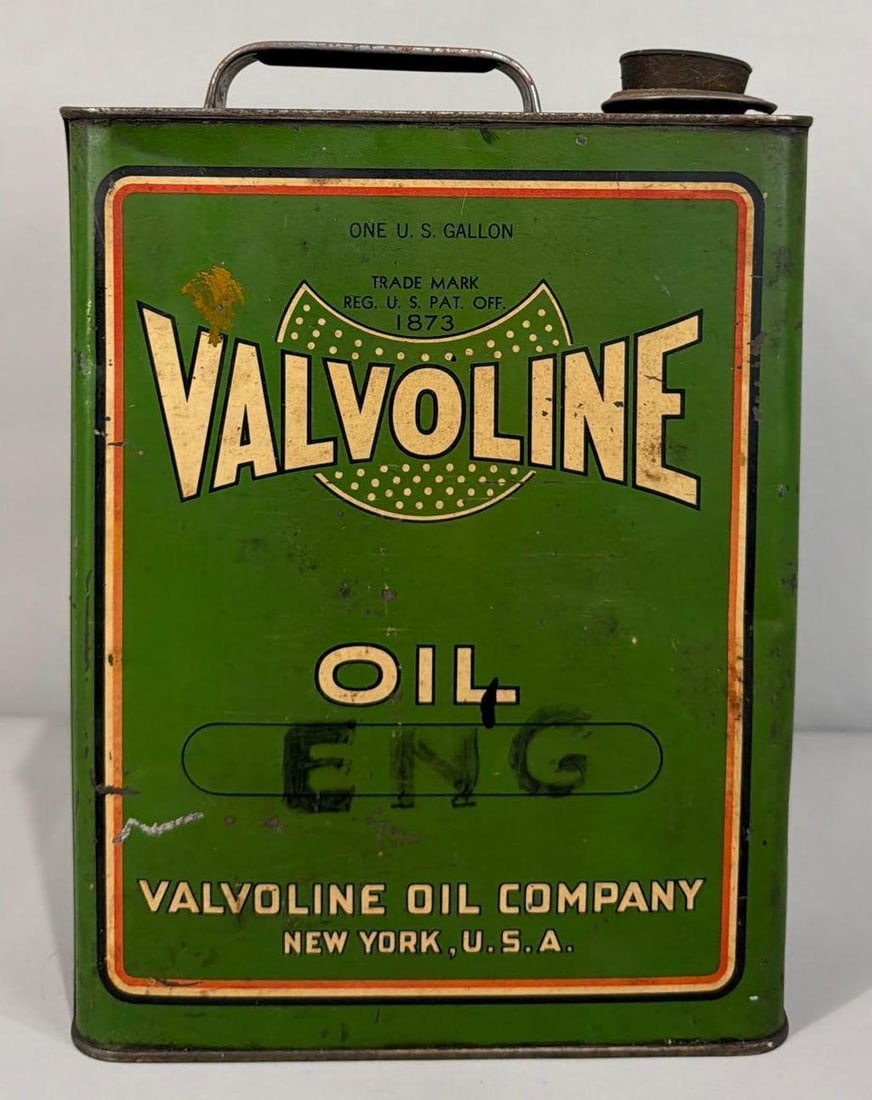 ONE U. S. GALLON
TRADE MARK
REG. U. S. PAT. OFF.
1873
VALVOLINE
OIL
ENG
VALVOLINE OIL COMPANY
NEW YORK, U.S.A.